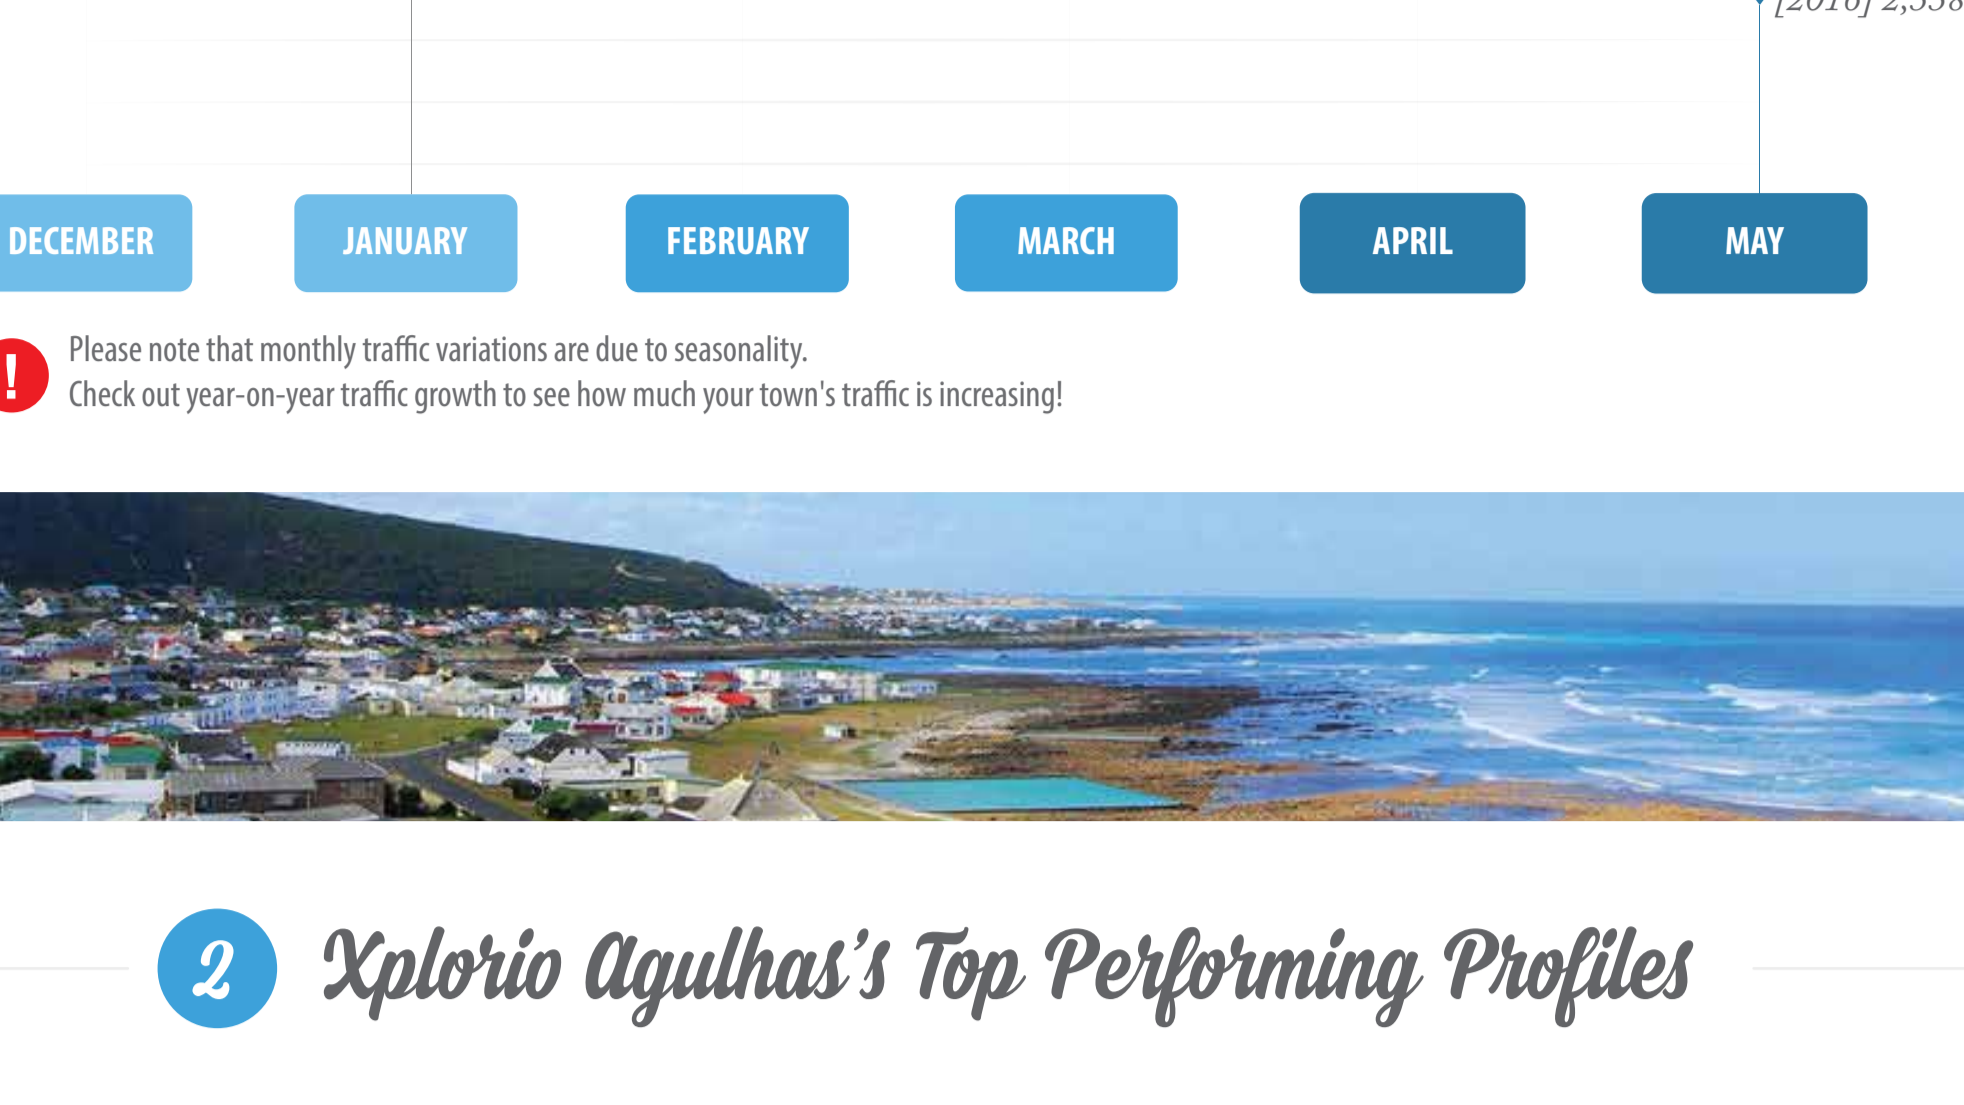 DECEMBER JANUARY FEBRUARY MARCH APRIL MAY
Please note that monthly traffic variations are due to seasonality.
Check out year-on-year traffic growth to see how much your town's traffic is increasing!
2 Xplorio Agulhas's Top Performing Profiles